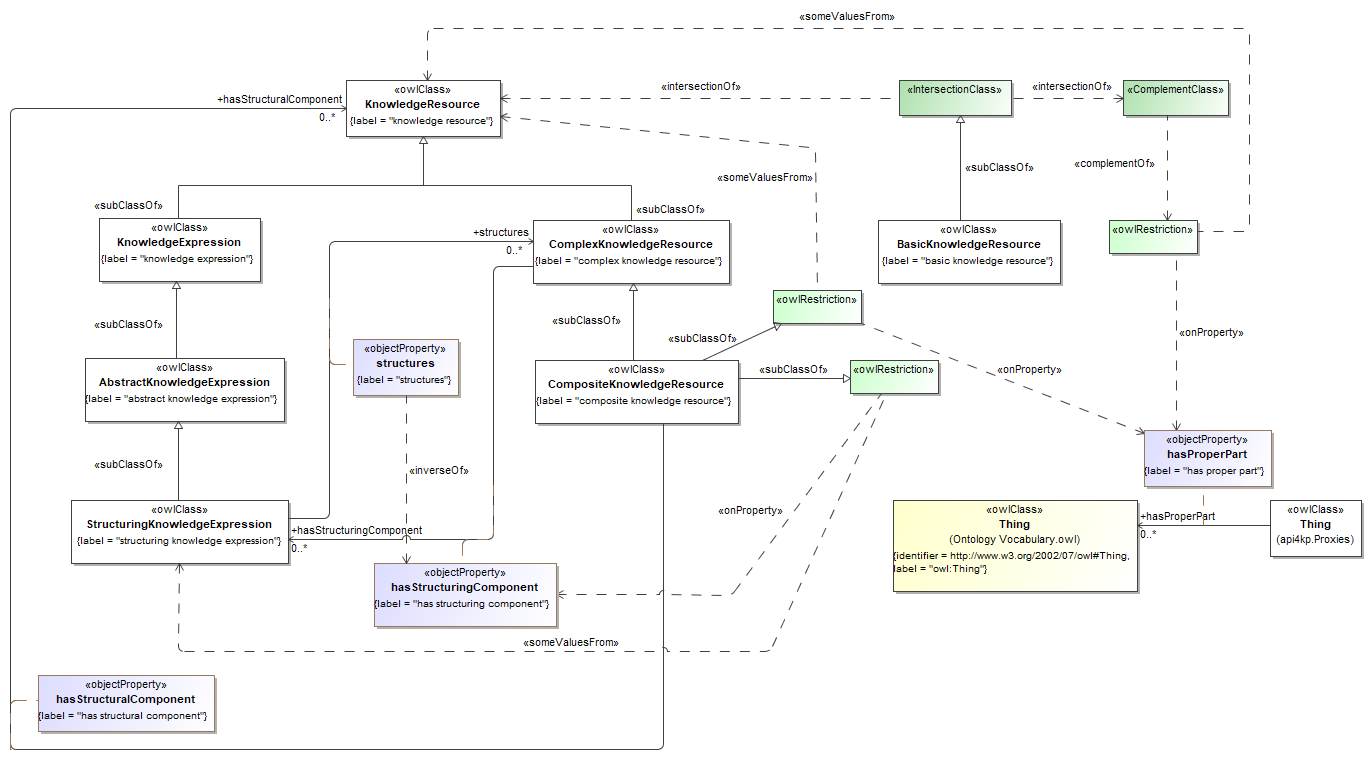 «someValuesFrom»
«owlClass»
KnowledgeResource
{label = "knowledge resource"}
+hasStructuralComponent
0..*
«intersectionOf»
«IntersectionClass»
«intersectionOf»
«ComplementClass»
«someValuesFrom»
«subClassOf»
«complementOf»
«subClassOf»
«subClassOf»
«owlClass»
KnowledgeExpression
{label = "knowledge expression"}
+structures
0..*
«owlClass»
ComplexKnowledgeResource
{label = "complex knowledge resource"}
«owlClass»
BasicKnowledgeResource
{label = "basic knowledge resource"}
«owlRestriction»
«subClassOf»
«subClassOf»
«owlRestriction»
«subClassOf»
«onProperty»
«objectProperty»
structures
{label = "structures"}
«owlClass»
AbstractKnowledgeExpression
{label = "abstract knowledge expression"}
«owlClass»
CompositeKnowledgeResource
{label = "composite knowledge resource"}
«subClassOf»
«owlRestriction»
«onProperty»
«subClassOf»
«inverseOf»
«objectProperty»
hasProperPart
{label = "has proper part"}
«owlClass»
StructuringKnowledgeExpression
{label = "structuring knowledge expression"}
+hasStructuringComponent
0..*
«onProperty»
«owlClass»
Thing
(Ontology Vocabulary.owl)
{identifier = http://www.w3.org/2002/07/owl#Thing,
label = "owl:Thing"}
+hasProperPart
0..*
«owlClass»
Thing
(api4kp.Proxies)
«objectProperty»
hasStructuringComponent
{label = "has structuring component"}
«someValuesFrom»
«objectProperty»
hasStructuralComponent
{label = "has structural component"}